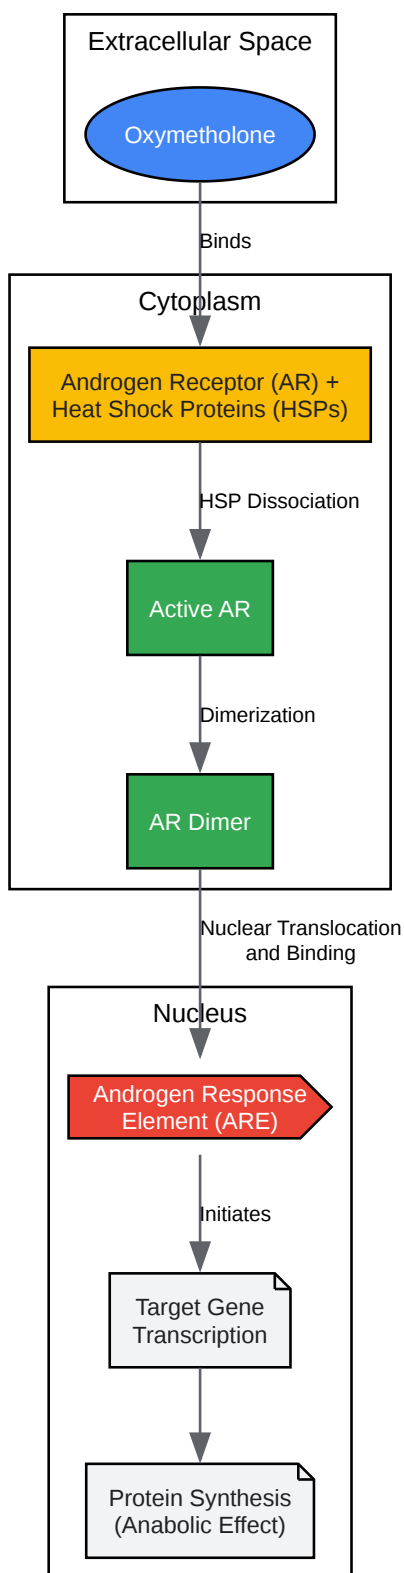 Extracellular Space
Oxymetholone
Binds
Cytoplasm
Androgen Receptor (AR) +
Heat Shock Proteins (HSPs)
HSP Dissociation
Active AR
Dimerization
AR Dimer
Nuclear Translocation
and Binding
Nucleus
Androgen Response
Element (ARE)
Initiates
Target Gene
Transcription
Protein Synthesis
(Anabolic Effect)